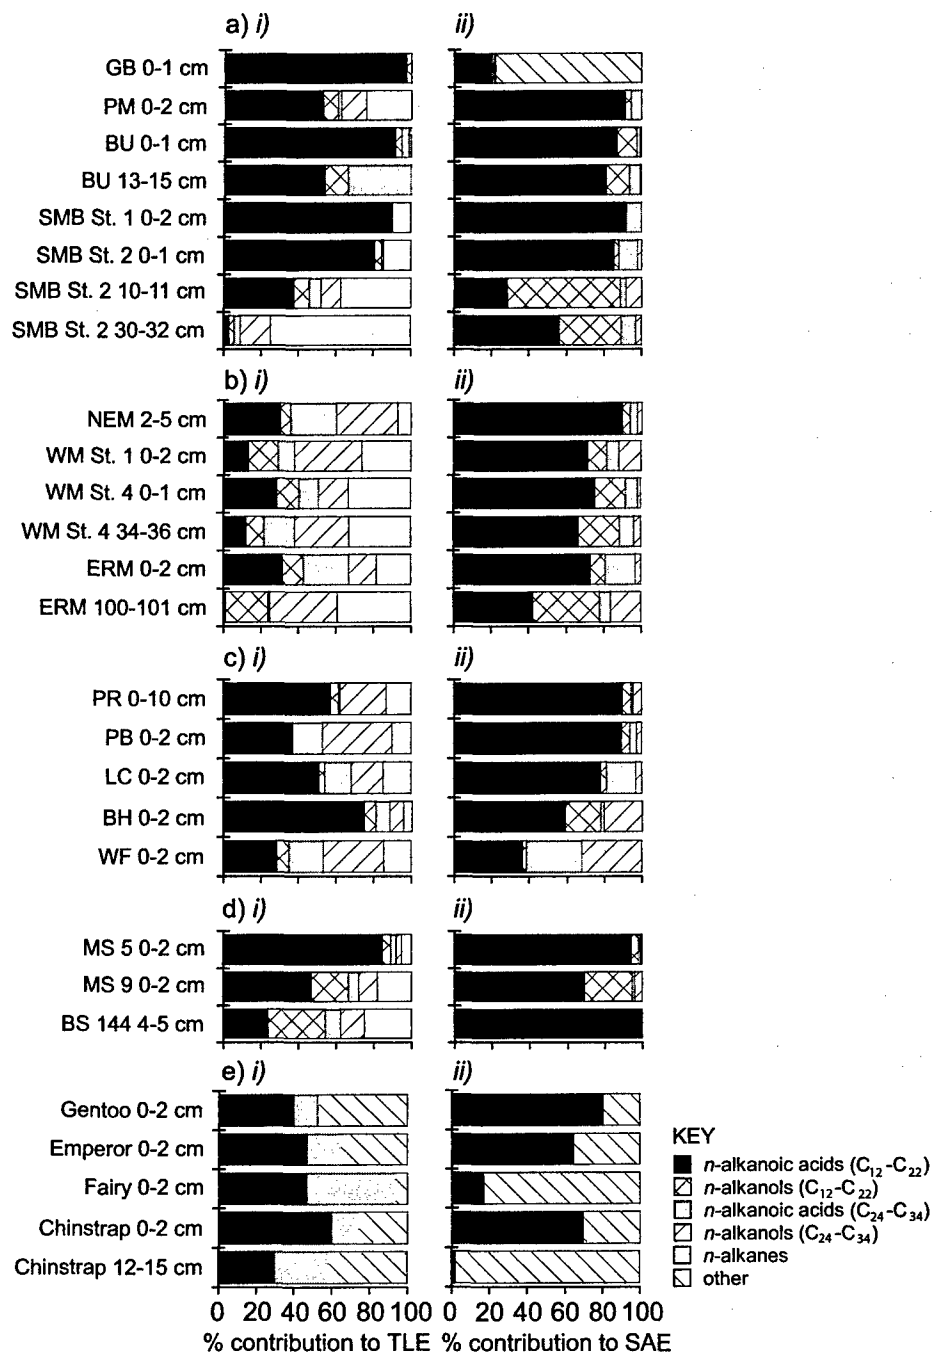 a) i) ii)
GB 0-1 cm
PM 0-2 cm
BU 0-1 cm
BU 13-15 cm
SMB St. 1 0-2 cm
SMB St. 2 0-1 cm
SMB St. 2 10-11 cm
SMB St. 2 30-32 cm
b) i) ii)
NEM 2-5 cm
WM St. 1 0-2 cm
WM St. 4 0-1 cm
WM St. 4 34-36 cm
ERM 0-2 cm
ERM 100-101 cm
c) i) ii)
PR 0-10 cm
PB 0-2 cm
LC 0-2 cm
BH 0-2 cm
WF 0-2 cm
d) i) ii)
MS 5 0-2 cm
MS 9 0-2 cm
BS 144 4-5 cm
e) i) ii)
Gentoo 0-2 cm
Emperor 0-2 cm
Fairy 0-2 cm
Chinstrap 0-2 cm
Chinstrap 12-15 cm
0 20 40 60 80 100 0 20 40 60 80 100
% contribution to TLE % contribution to SAE
KEY
n-alkanoic acids (C12-C22)
n-alkanols (C12-C22)
n-alkanoic acids (C24-C34)
n-alkanols (C24-C34)
n-alkanes
other